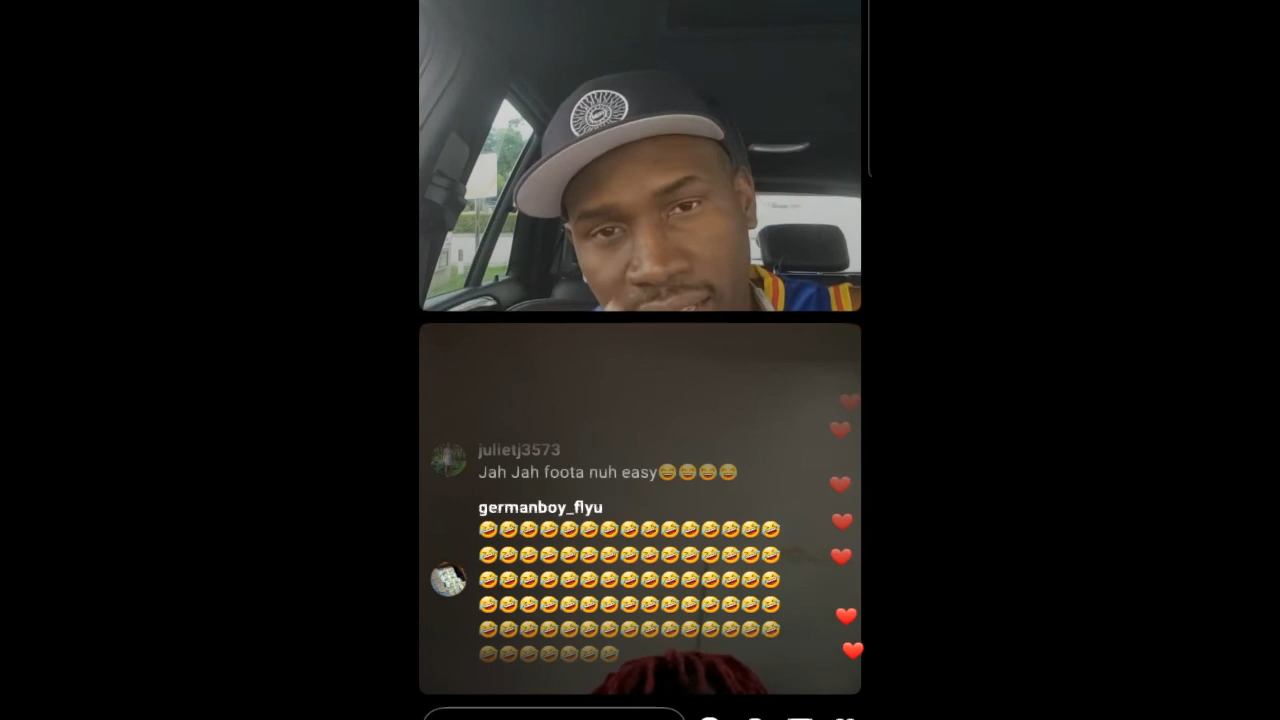 julietj3573
Jah Jah foota nuh easy😂😂😂😂
germanboy_flyu
🤣🤣🤣🤣🤣🤣🤣🤣🤣🤣🤣🤣🤣🤣🤣
🤣🤣🤣🤣🤣🤣🤣🤣🤣🤣🤣🤣🤣🤣🤣
🤣🤣🤣🤣🤣🤣🤣🤣🤣🤣🤣🤣🤣🤣🤣
🤣🤣🤣🤣🤣🤣🤣🤣🤣🤣🤣🤣🤣🤣🤣
🤣🤣🤣🤣🤣🤣🤣🤣🤣🤣🤣🤣🤣🤣🤣
🤣🤣🤣🤣🤣🤣🤣